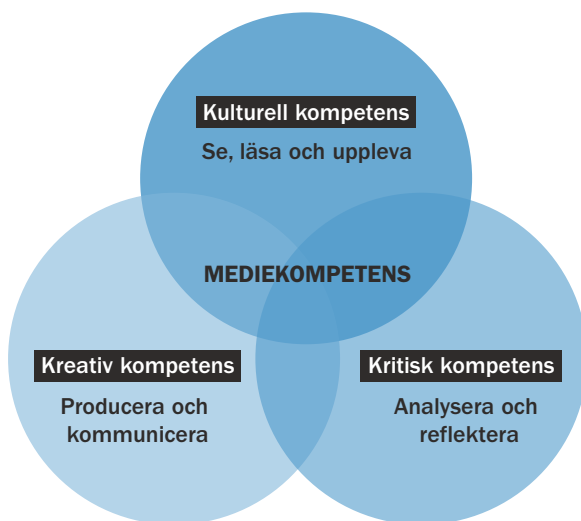 Kulturell kompetens
Se, läsa och uppleva
MEDIEKOMPETENS
Kreativ kompetens
Producera och
kommunicera
Kritisk kompetens
Analysera och
reflektera